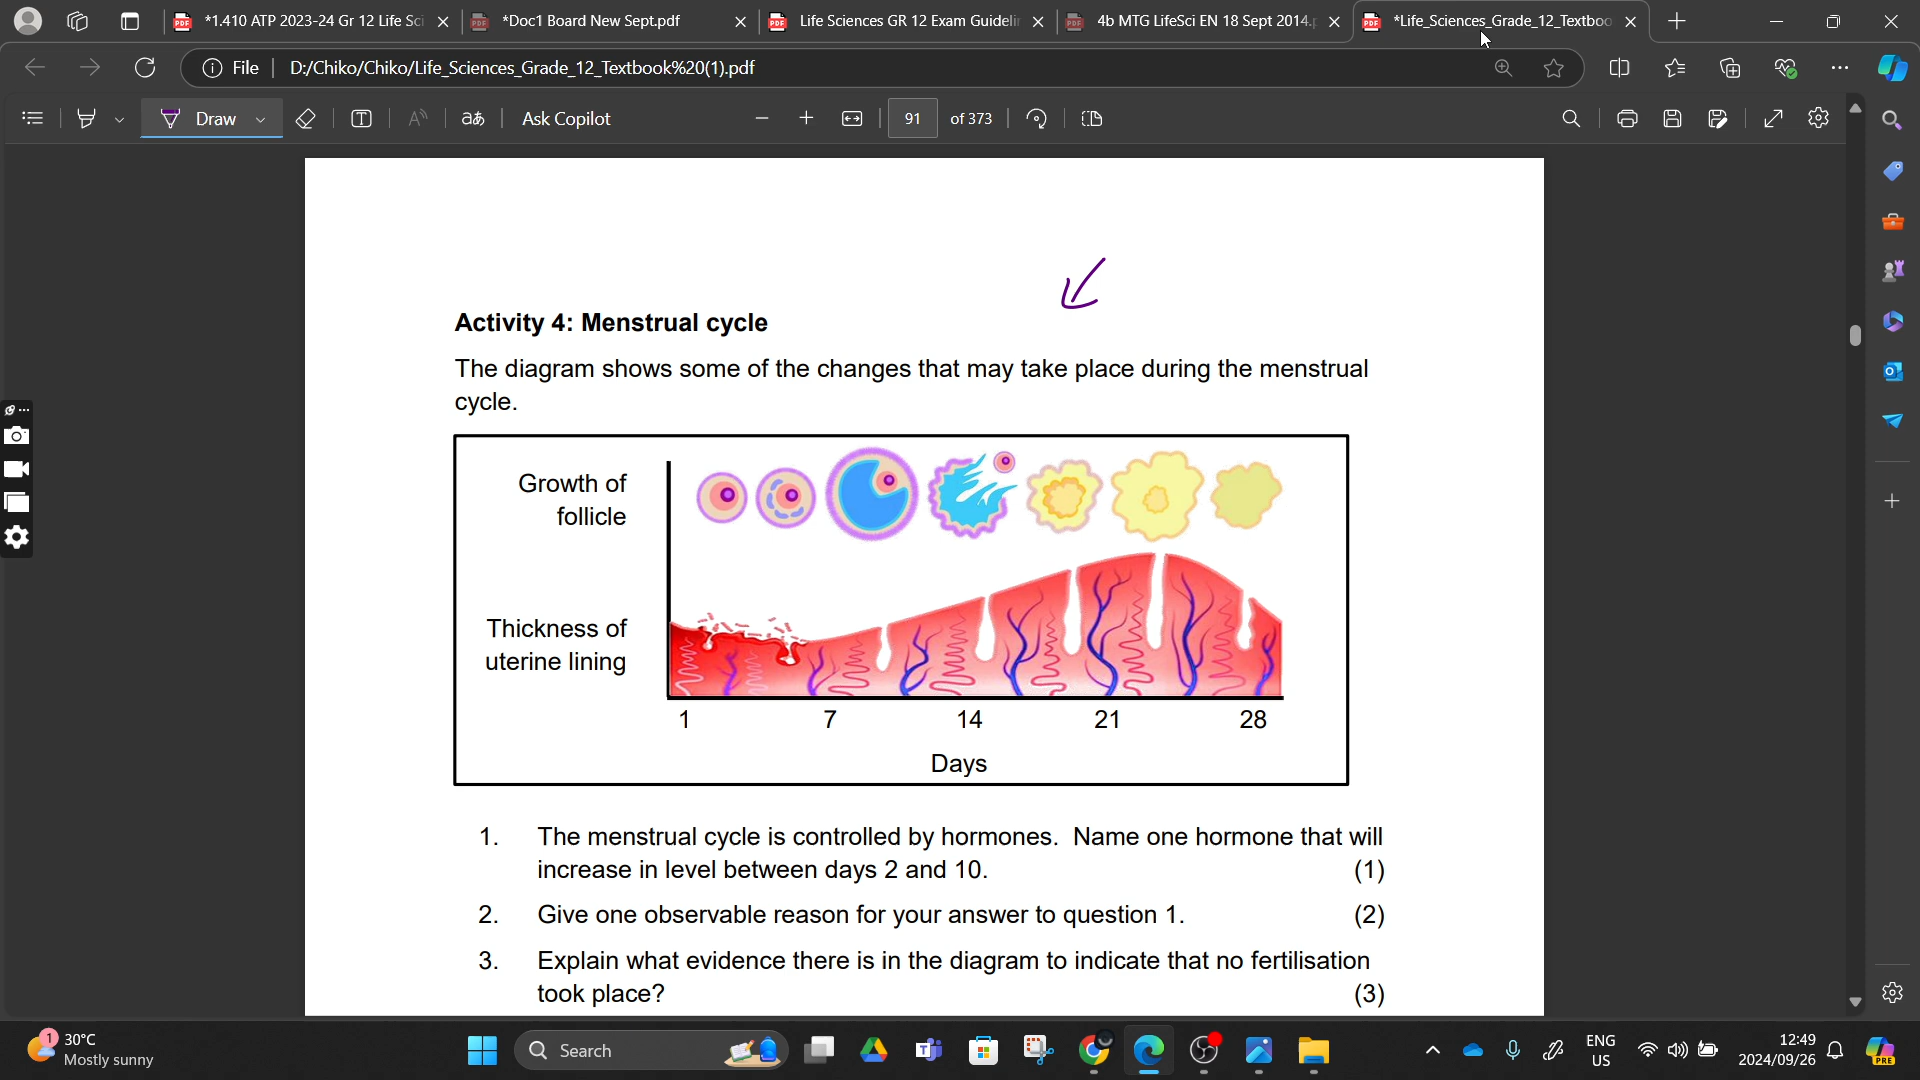 *1.410 ATP 2023-24 Gr 12 Life Sci
*Doc1 Board New Sept.pdf
Life Sciences GR 12 Exam Guidelin
4b MTG LifeSci EN 18 Sept 2014.p
*Life_Sciences_Grade_12_Textboo
File
D:/Chiko/Chiko/Life_Sciences_Grade_12_Textbook%20(1).pdf
Draw
Ask Copilot
91 of 373
Activity 4: Menstrual cycle
The diagram shows some of the changes that may take place during the menstrual
cycle.
Growth of
follicle
Thickness of
uterine lining
1 7 14 21 28
Days
1. The menstrual cycle is controlled by hormones. Name one hormone that will
increase in level between days 2 and 10. (1)
2. Give one observable reason for your answer to question 1. (2)
3. Explain what evidence there is in the diagram to indicate that no fertilisation
took place? (3)
30°C
Mostly sunny
Search
ENG
US
12:49
2024/09/26